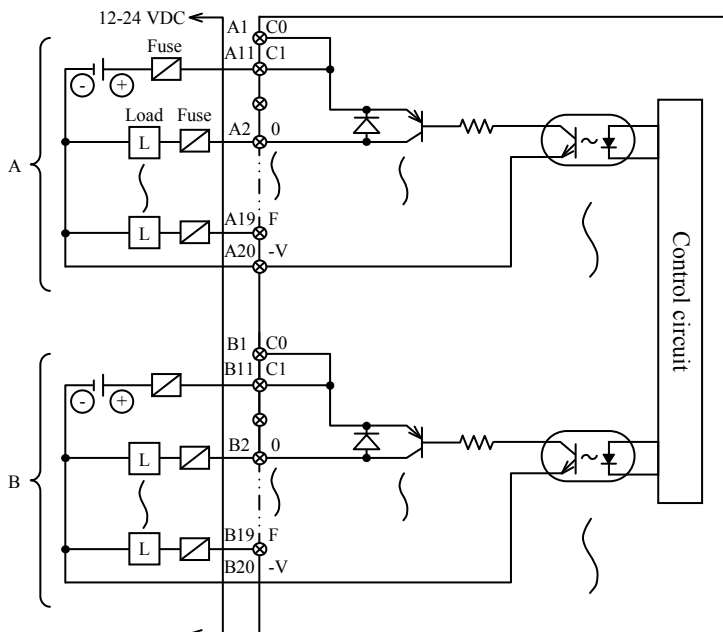 12-24 VDC
A1 C0
Fuse A11 C1
- +
Load Fuse A2 0
L
A
L A19 F
A20 -V
Control circuit
B1 C0
B11 C1
- +
B2 0
L
B
L B19 F
B20 -V